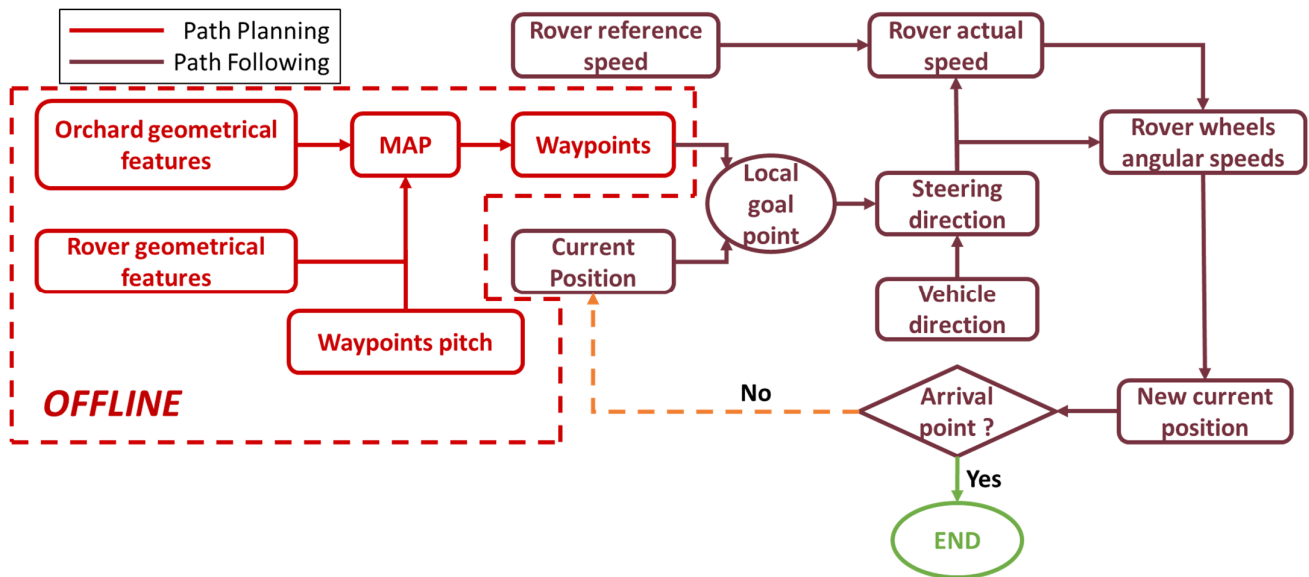 Path Planning
Path Following
Rover reference
speed
Rover actual
speed
Orchard geometrical
features
MAP
Waypoints
Local
goal
point
Steering
direction
Rover wheels
angular speeds
Rover geometrical
features
Current
Position
Vehicle
direction
Waypoints pitch
OFFLINE
No
Arrival
point ?
New current
position
Yes
END